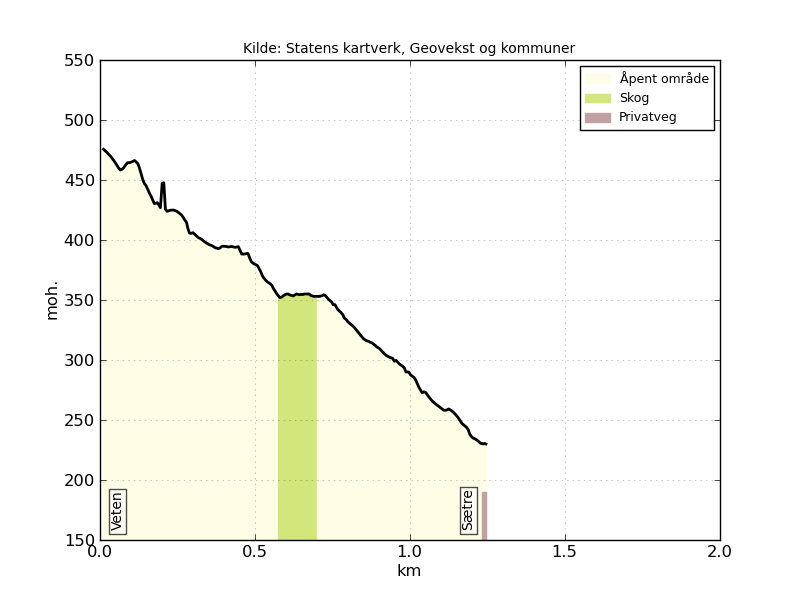 Kilde: Statens kartverk, Geovekst og kommuner
550
500
450
400
350
300
250
200
150
moh.
Åpent område
Skog
Privatveg
Veten
Sætre
0.0
0.5
1.0
1.5
2.0
km